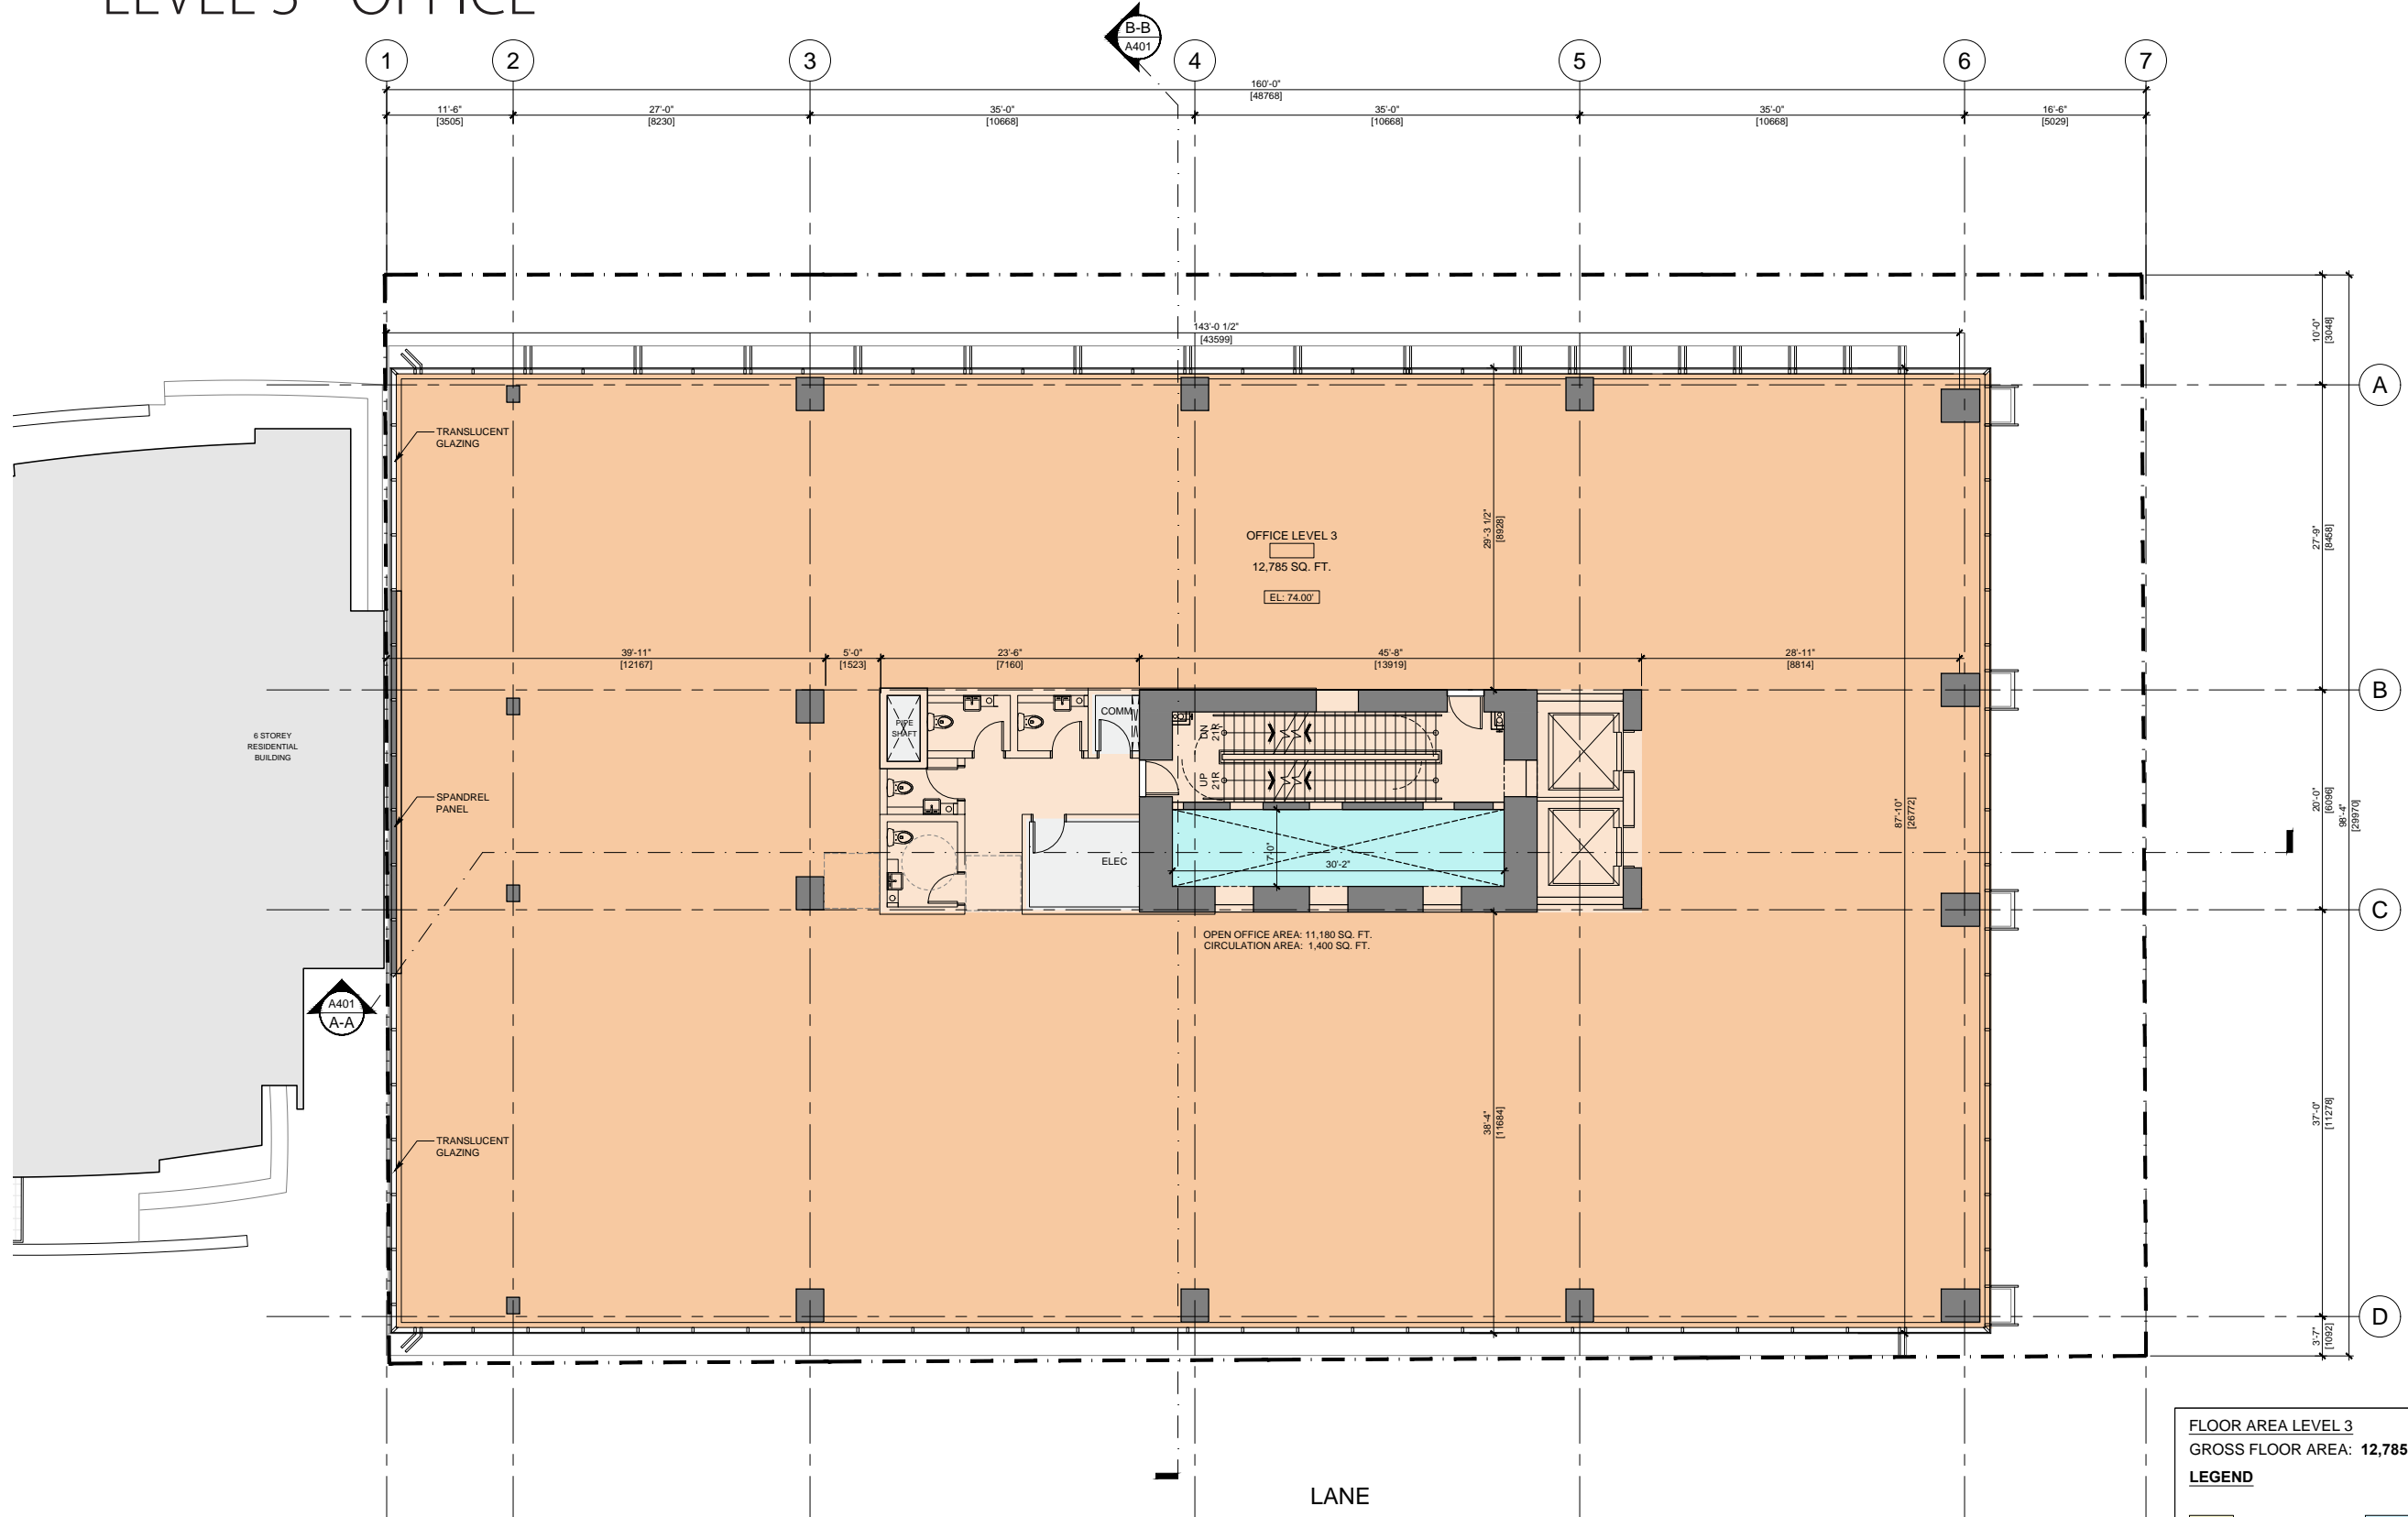 LEVEL 3 - OFFICE
B-B
A401
1
2
3
4
5
6
7
160'-0"
[48768]
11'-6"
[3505]
27'-0"
[8230]
35'-0"
[10668]
35'-0"
[10668]
35'-0"
[10668]
16'-6"
[5029]
143'-0 1/2"
[43599]
10'-0"
[3048]
A
TRANSLUCENT
GLAZING
OFFICE LEVEL 3
12,785 SQ. FT.
EL: 74.00'
29'-3 1/2"
[8928]
27'-9"
[8458]
39'-11"
[12167]
5'-0"
[1523]
23'-6"
[7160]
45'-8"
[13919]
28'-11"
[8814]
B
6 STOREY
RESIDENTIAL
BUILDING
PIPE
SHAFT
COMM
DN
21R
UP
21R
SPANDREL
PANEL
ELEC
7'-0"
30'-2"
87'-10"
[26772]
20'-0"
[6096]
98'-4"
[29970]
C
OPEN OFFICE AREA: 11,180 SQ. FT.
CIRCULATION AREA: 1,400 SQ. FT.
A401
A-A
TRANSLUCENT
GLAZING
38'-4"
[11684]
37'-0"
[11278]
D
3'-7"
[1092]
FLOOR AREA LEVEL 3
GROSS FLOOR AREA: 12,785
LEGEND
LANE